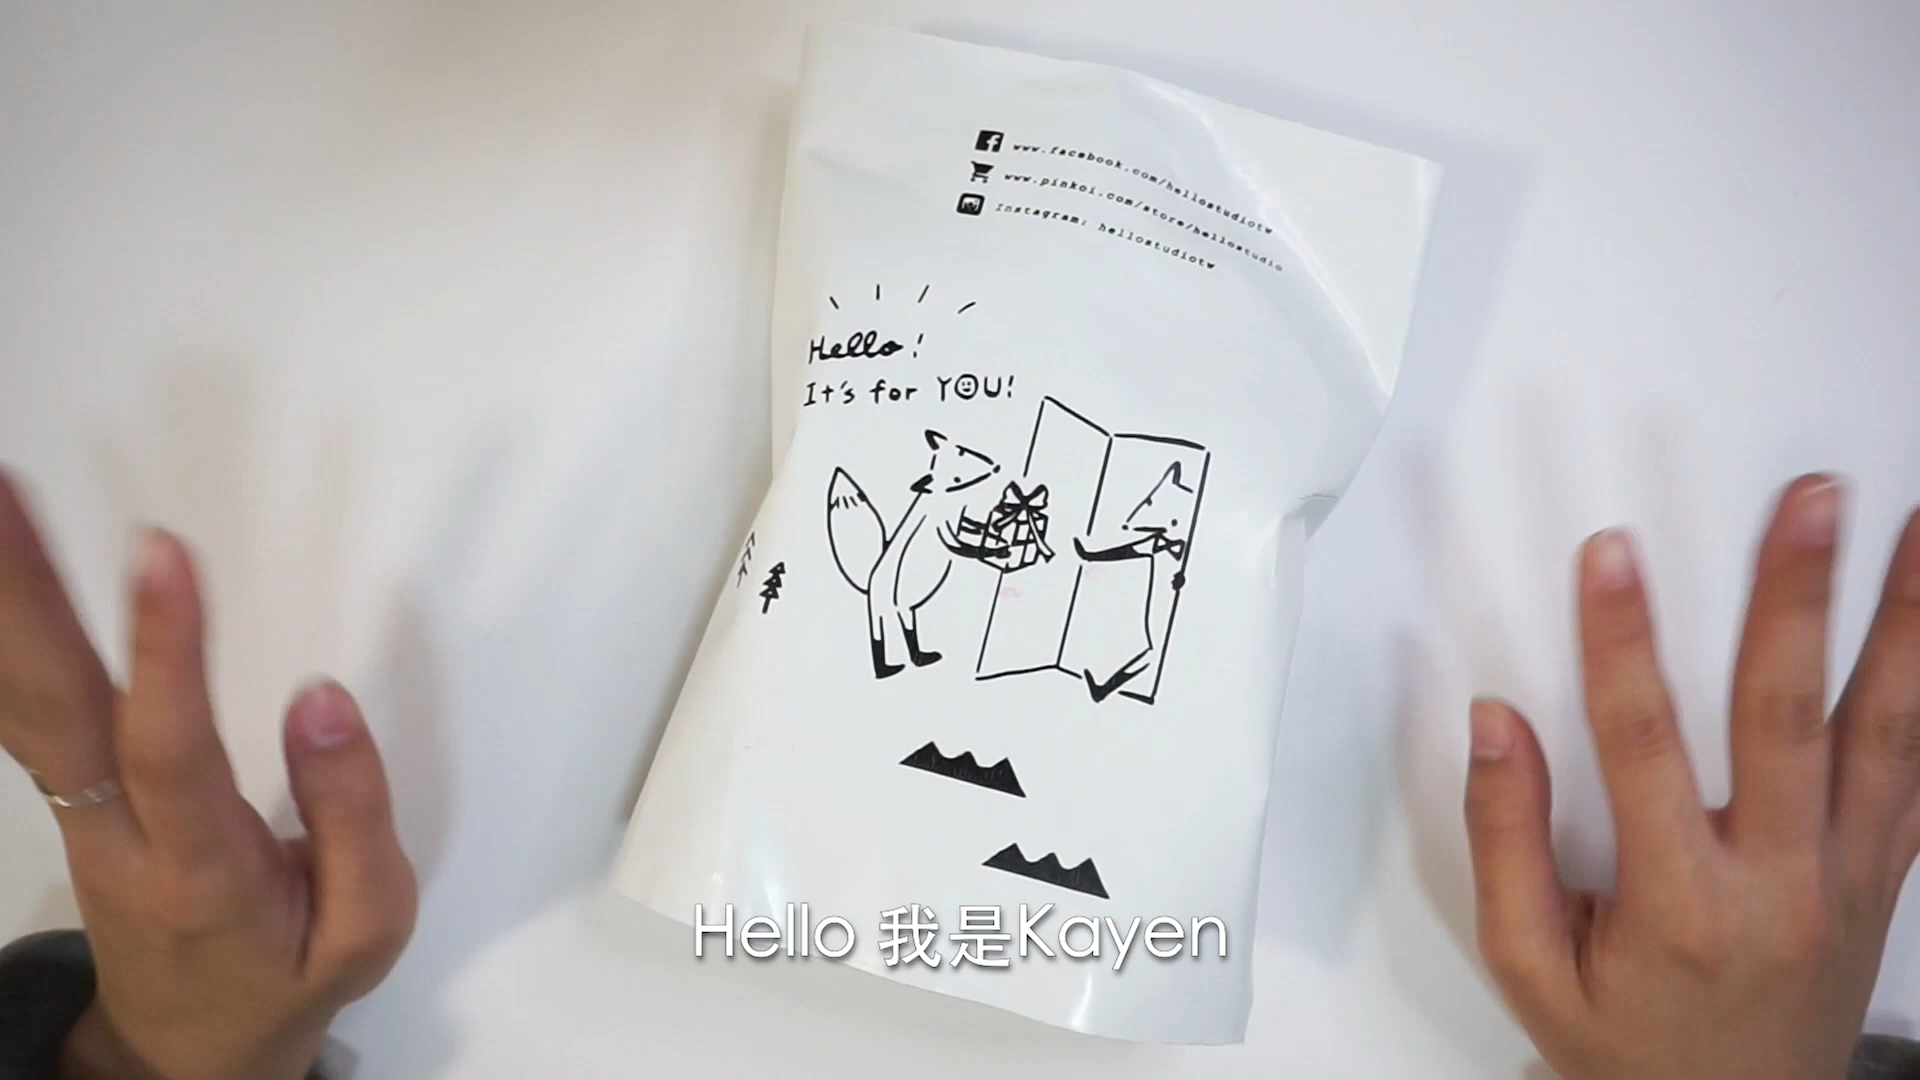 www.facebook.com/hellostudiotw
www.pinkoi.com/store/hellostudio
Instagram: hellostudiotw
Hello!
It's for YOU!
Hello 我是Kayen